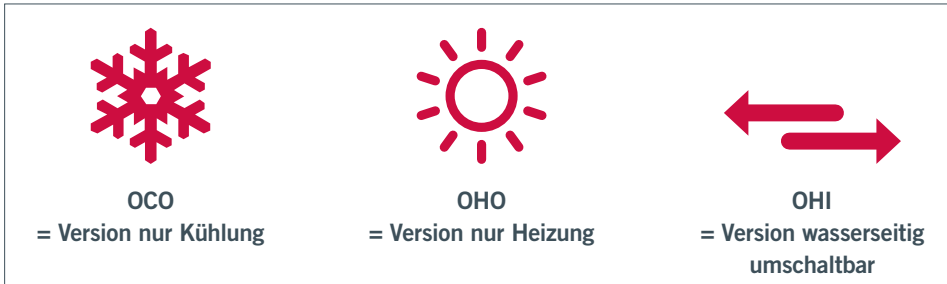 OCO
= Version nur Kühlung
OHO
= Version nur Heizung
OHI
= Version wasserseitig
umschaltbar